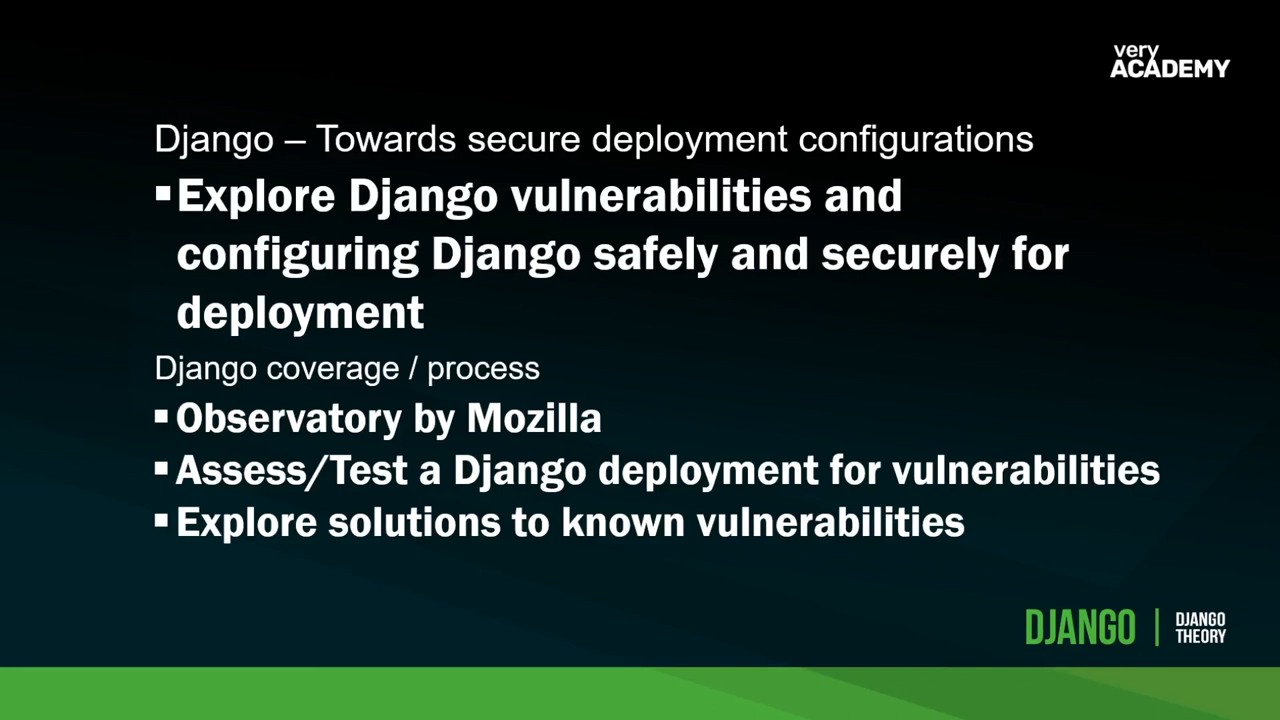 very
ACADEMY
Django – Towards secure deployment configurations
▪Explore Django vulnerabilities and
configuring Django safely and securely for
deployment
Django coverage / process
▪Observatory by Mozilla
▪Assess/Test a Django deployment for vulnerabilities
▪Explore solutions to known vulnerabilities
DJANGO | DJANGO
THEORY